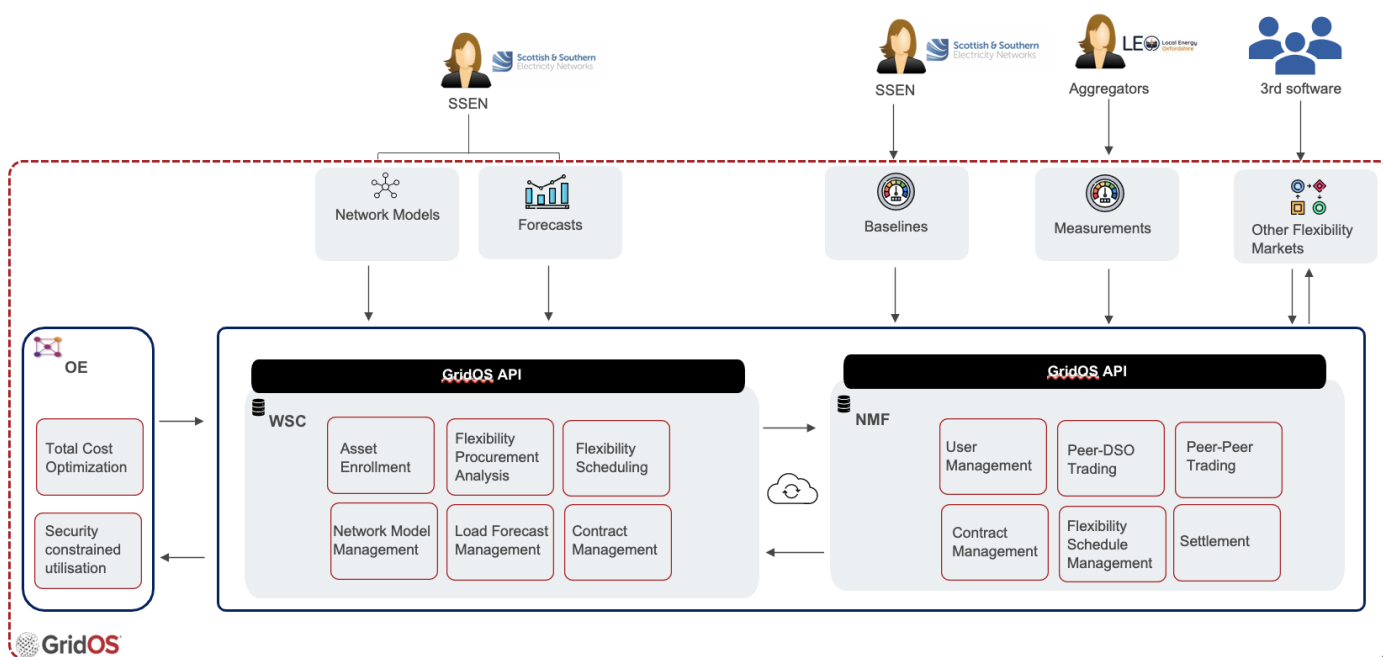 Scottish & Southern
Electricity Networks
SSEN
Scottish & Southern
Electricity Networks
SSEN
LEO Local Energy
Oxfordshire
Aggregators
3rd software
Network Models
Forecasts
Baselines
Measurements
Other Flexibility
Markets
OE
Total Cost
Optimization
Security
constrained
utilisation
GridOS API
WSC
Asset
Enrollment
Flexibility
Procurement
Analysis
Flexibility
Scheduling
Network Model
Management
Load Forecast
Management
Contract
Management
GridOS API
NMF
User
Management
Peer-DSO
Trading
Peer-Peer
Trading
Contract
Management
Flexibility
Schedule
Management
Settlement
GridOS